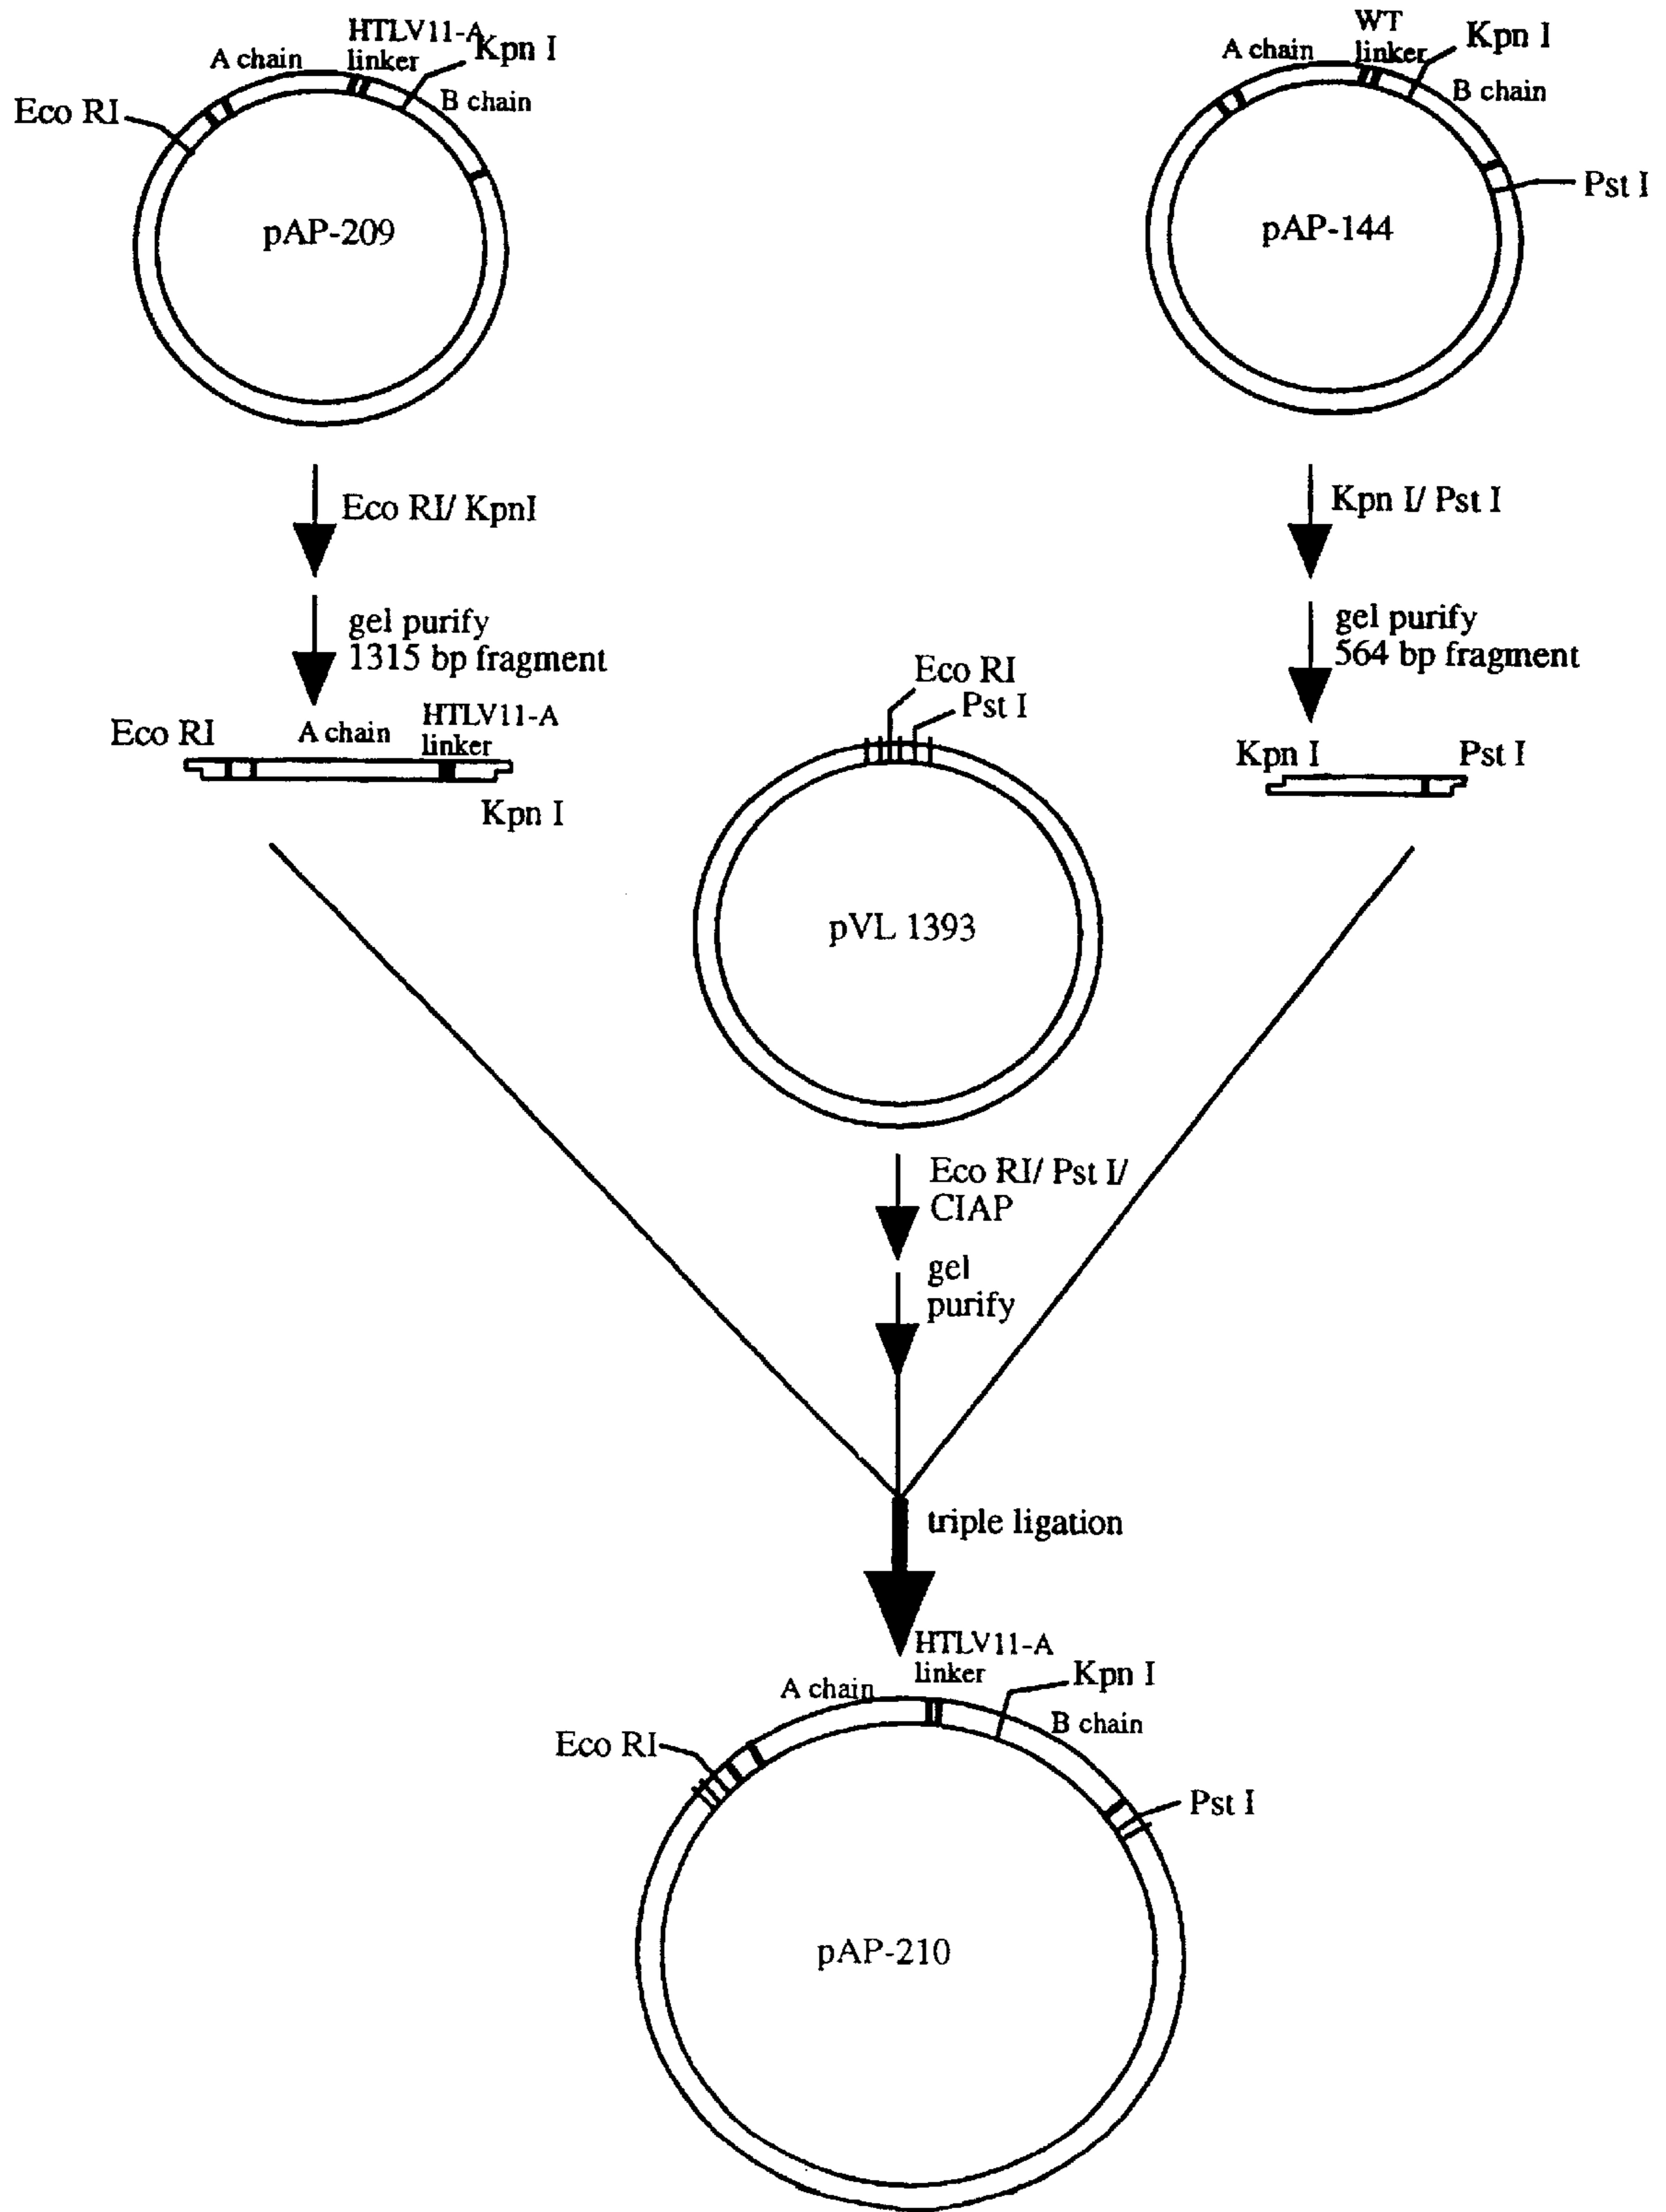 HTLV11-A
linker
A chain
Kpn I
B chain
Eco RI
pAP-209
WT
linker
A chain
Kpn I
B chain
Pst I
pAP-144
Eco RI/ KpnI
gel purify
1315 bp fragment
Kpn I/ Pst I
gel purify
564 bp fragment
Eco RI
A chain
HTLV11-A
linker
Kpn I
Eco RI
Pst I
Kpn I
Pst I
pVL 1393
Eco RI/ Pst I/
CIAP
gel
purify
triple ligation
HTLV11-A
linker
A chain
Kpn I
B chain
Eco RI
Pst I
pAP-210